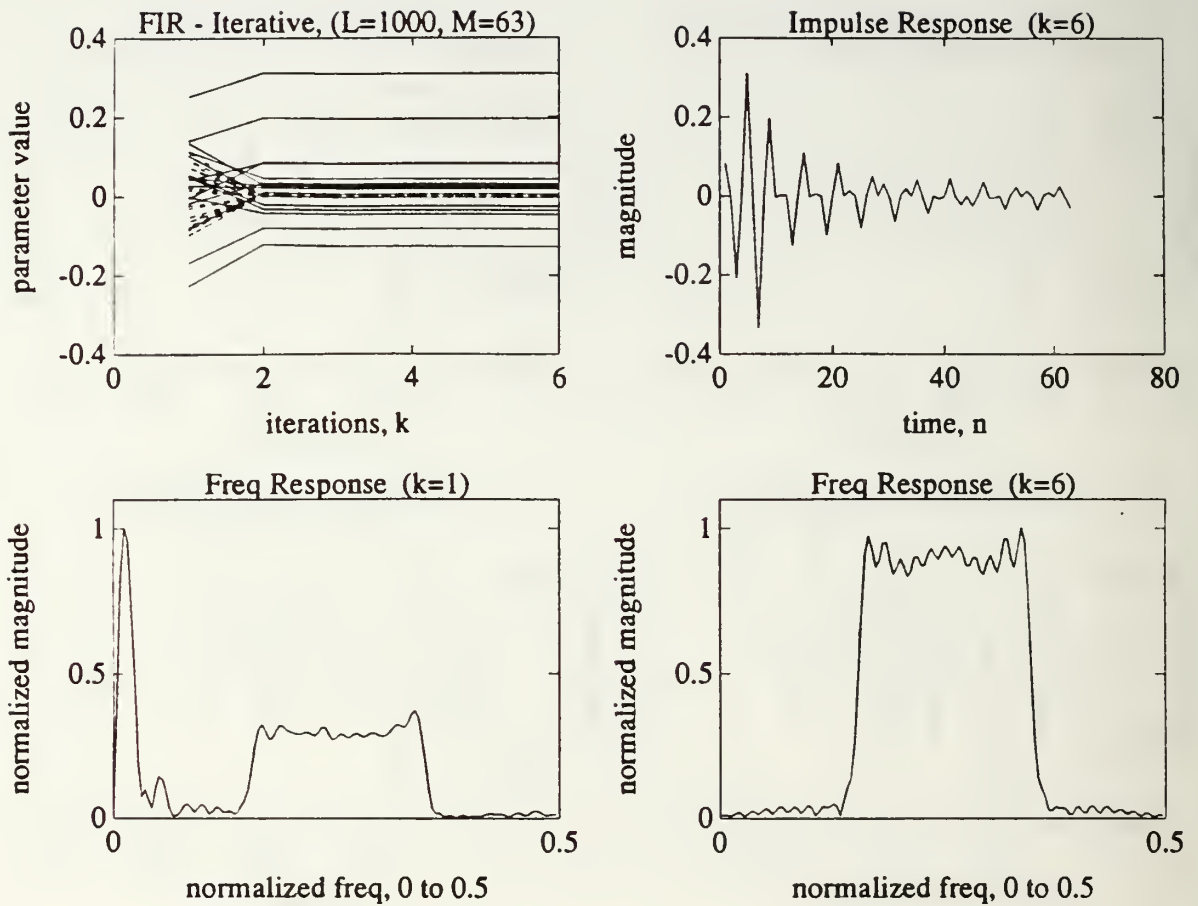 FIR - Iterative, (L=1000, M=63)
0.4
0.2
0
-0.2
-0.4
parameter value
0
2
4
6
iterations, k
Impulse Response (k=6)
0.4
0.2
0
-0.2
-0.4
magnitude
0
20
40
60
80
time, n
Freq Response (k=1)
1
0.5
0
normalized magnitude
0
0.5
normalized freq, 0 to 0.5
Freq Response (k=6)
1
0.5
0
normalized magnitude
0
0.5
normalized freq, 0 to 0.5